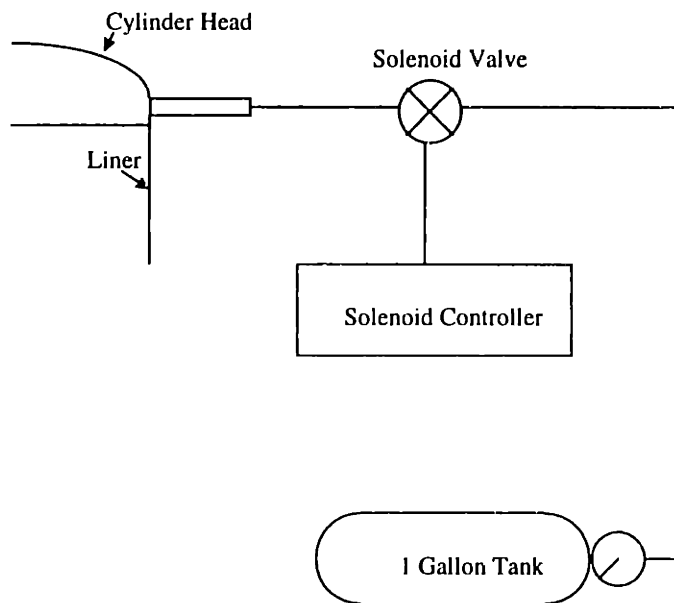 Cylinder Head
Solenoid Valve
Liner
Solenoid Controller
1 Gallon Tank